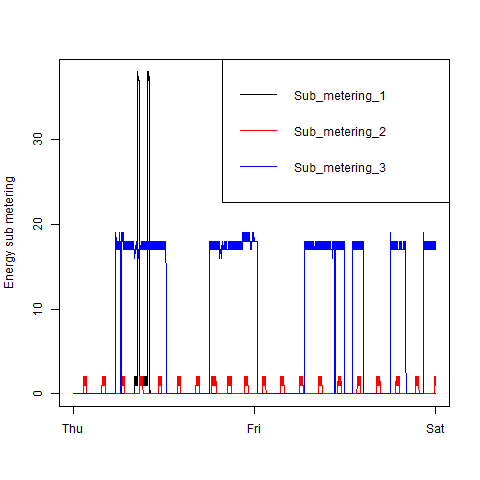 Sub_metering_1
Sub_metering_2
Sub_metering_3
Energy sub metering
30
20
10
0
Thu Fri Sat